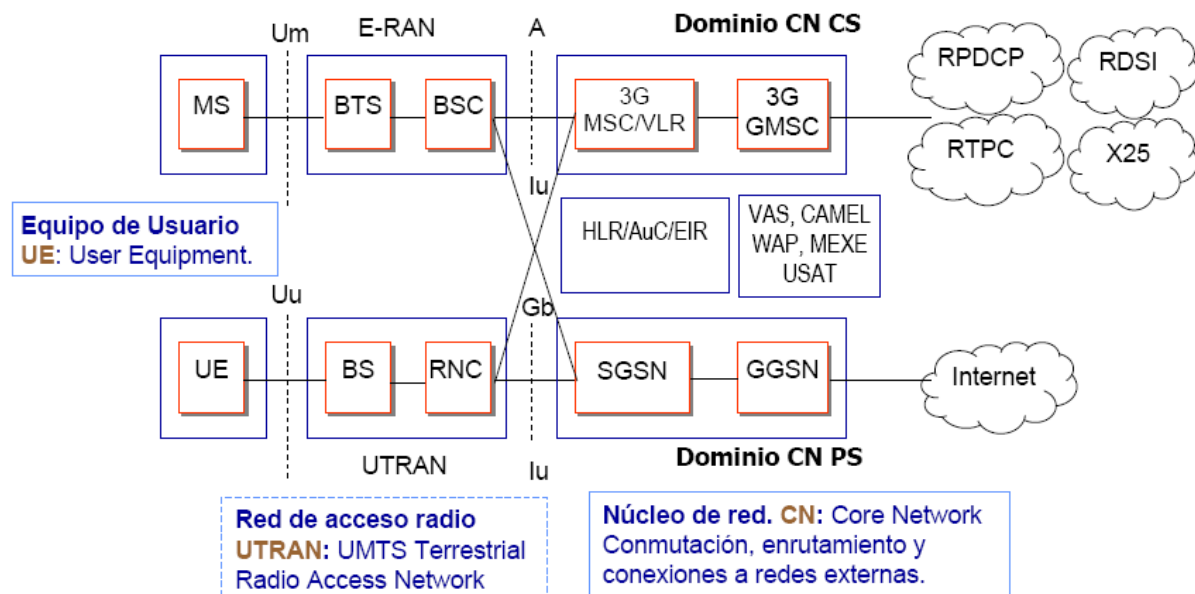 Um
E-RAN
A
Dominio CN CS
MS
BTS
BSC
3G
MSC/VLR
3G
GMSC
RPDCP
RDSI
RTPC
X25
Iu
Equipo de Usuario
UE: User Equipment.
HLR/AuC/EIR
VAS, CAMEL
WAP, MEXE
USAT
Uu
Gb
UE
BS
RNC
SGSN
GGSN
Internet
UTRAN
Iu
Dominio CN PS
Red de acceso radio
UTRAN: UMTS Terrestrial
Radio Access Network
Núcleo de red. CN: Core Network
Conmutación, enrutamiento y
conexiones a redes externas.